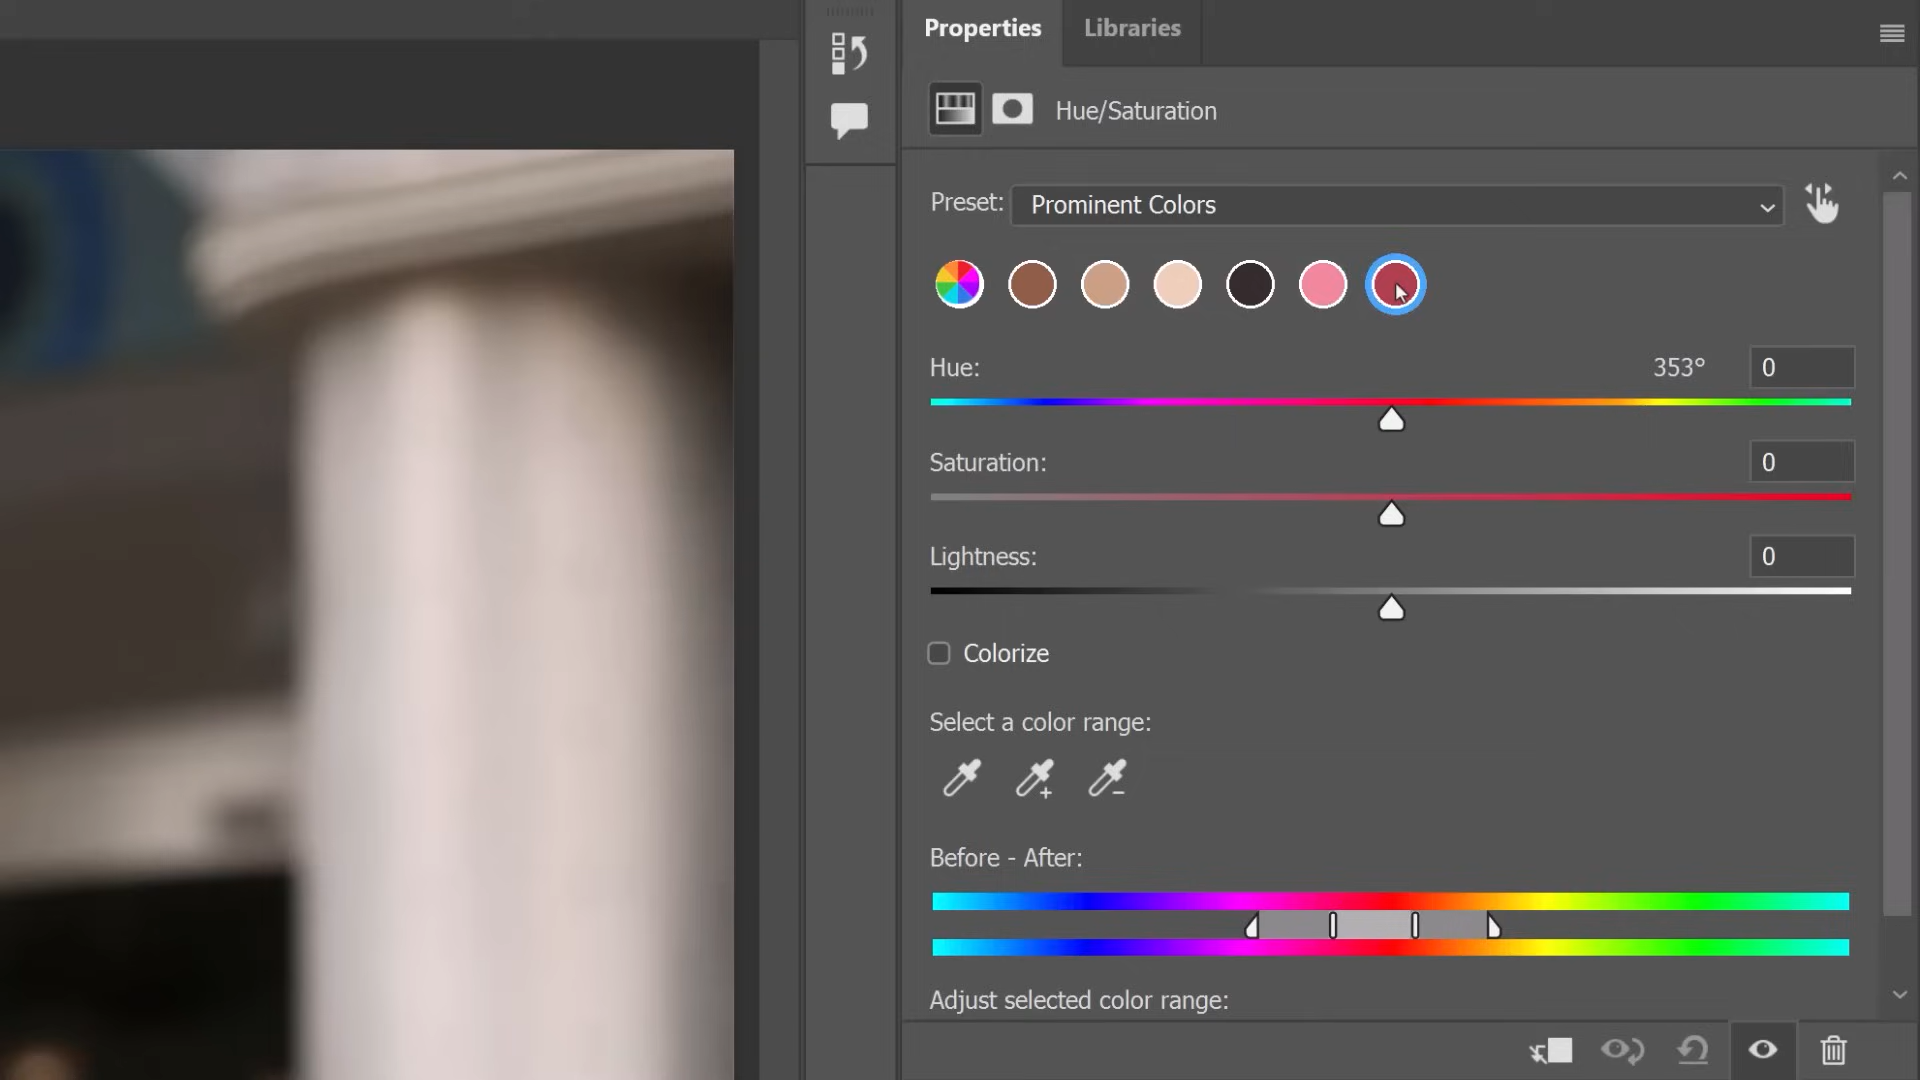 Properties
Libraries
Hue/Saturation
Preset:
Prominent Colors
Hue:
353°
0
Saturation:
0
Lightness:
0
Colorize
Select a color range:
Before - After:
Adjust selected color range: